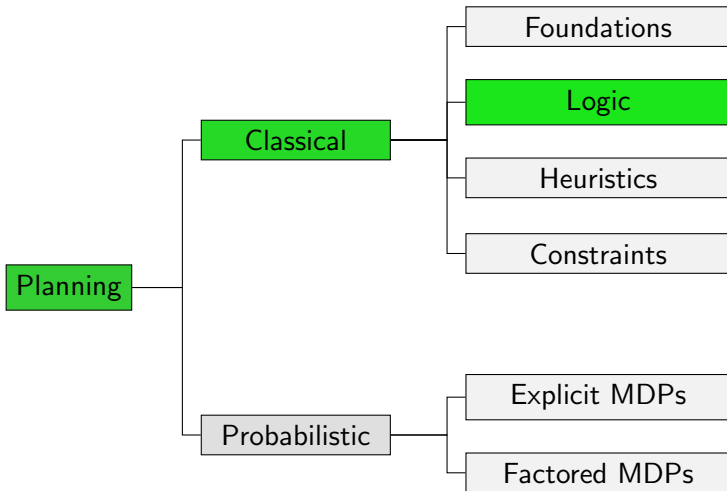 Foundations
Logic
Classical
Heuristics
Constraints
Planning
Explicit MDPs
Probabilistic
Factored MDPs